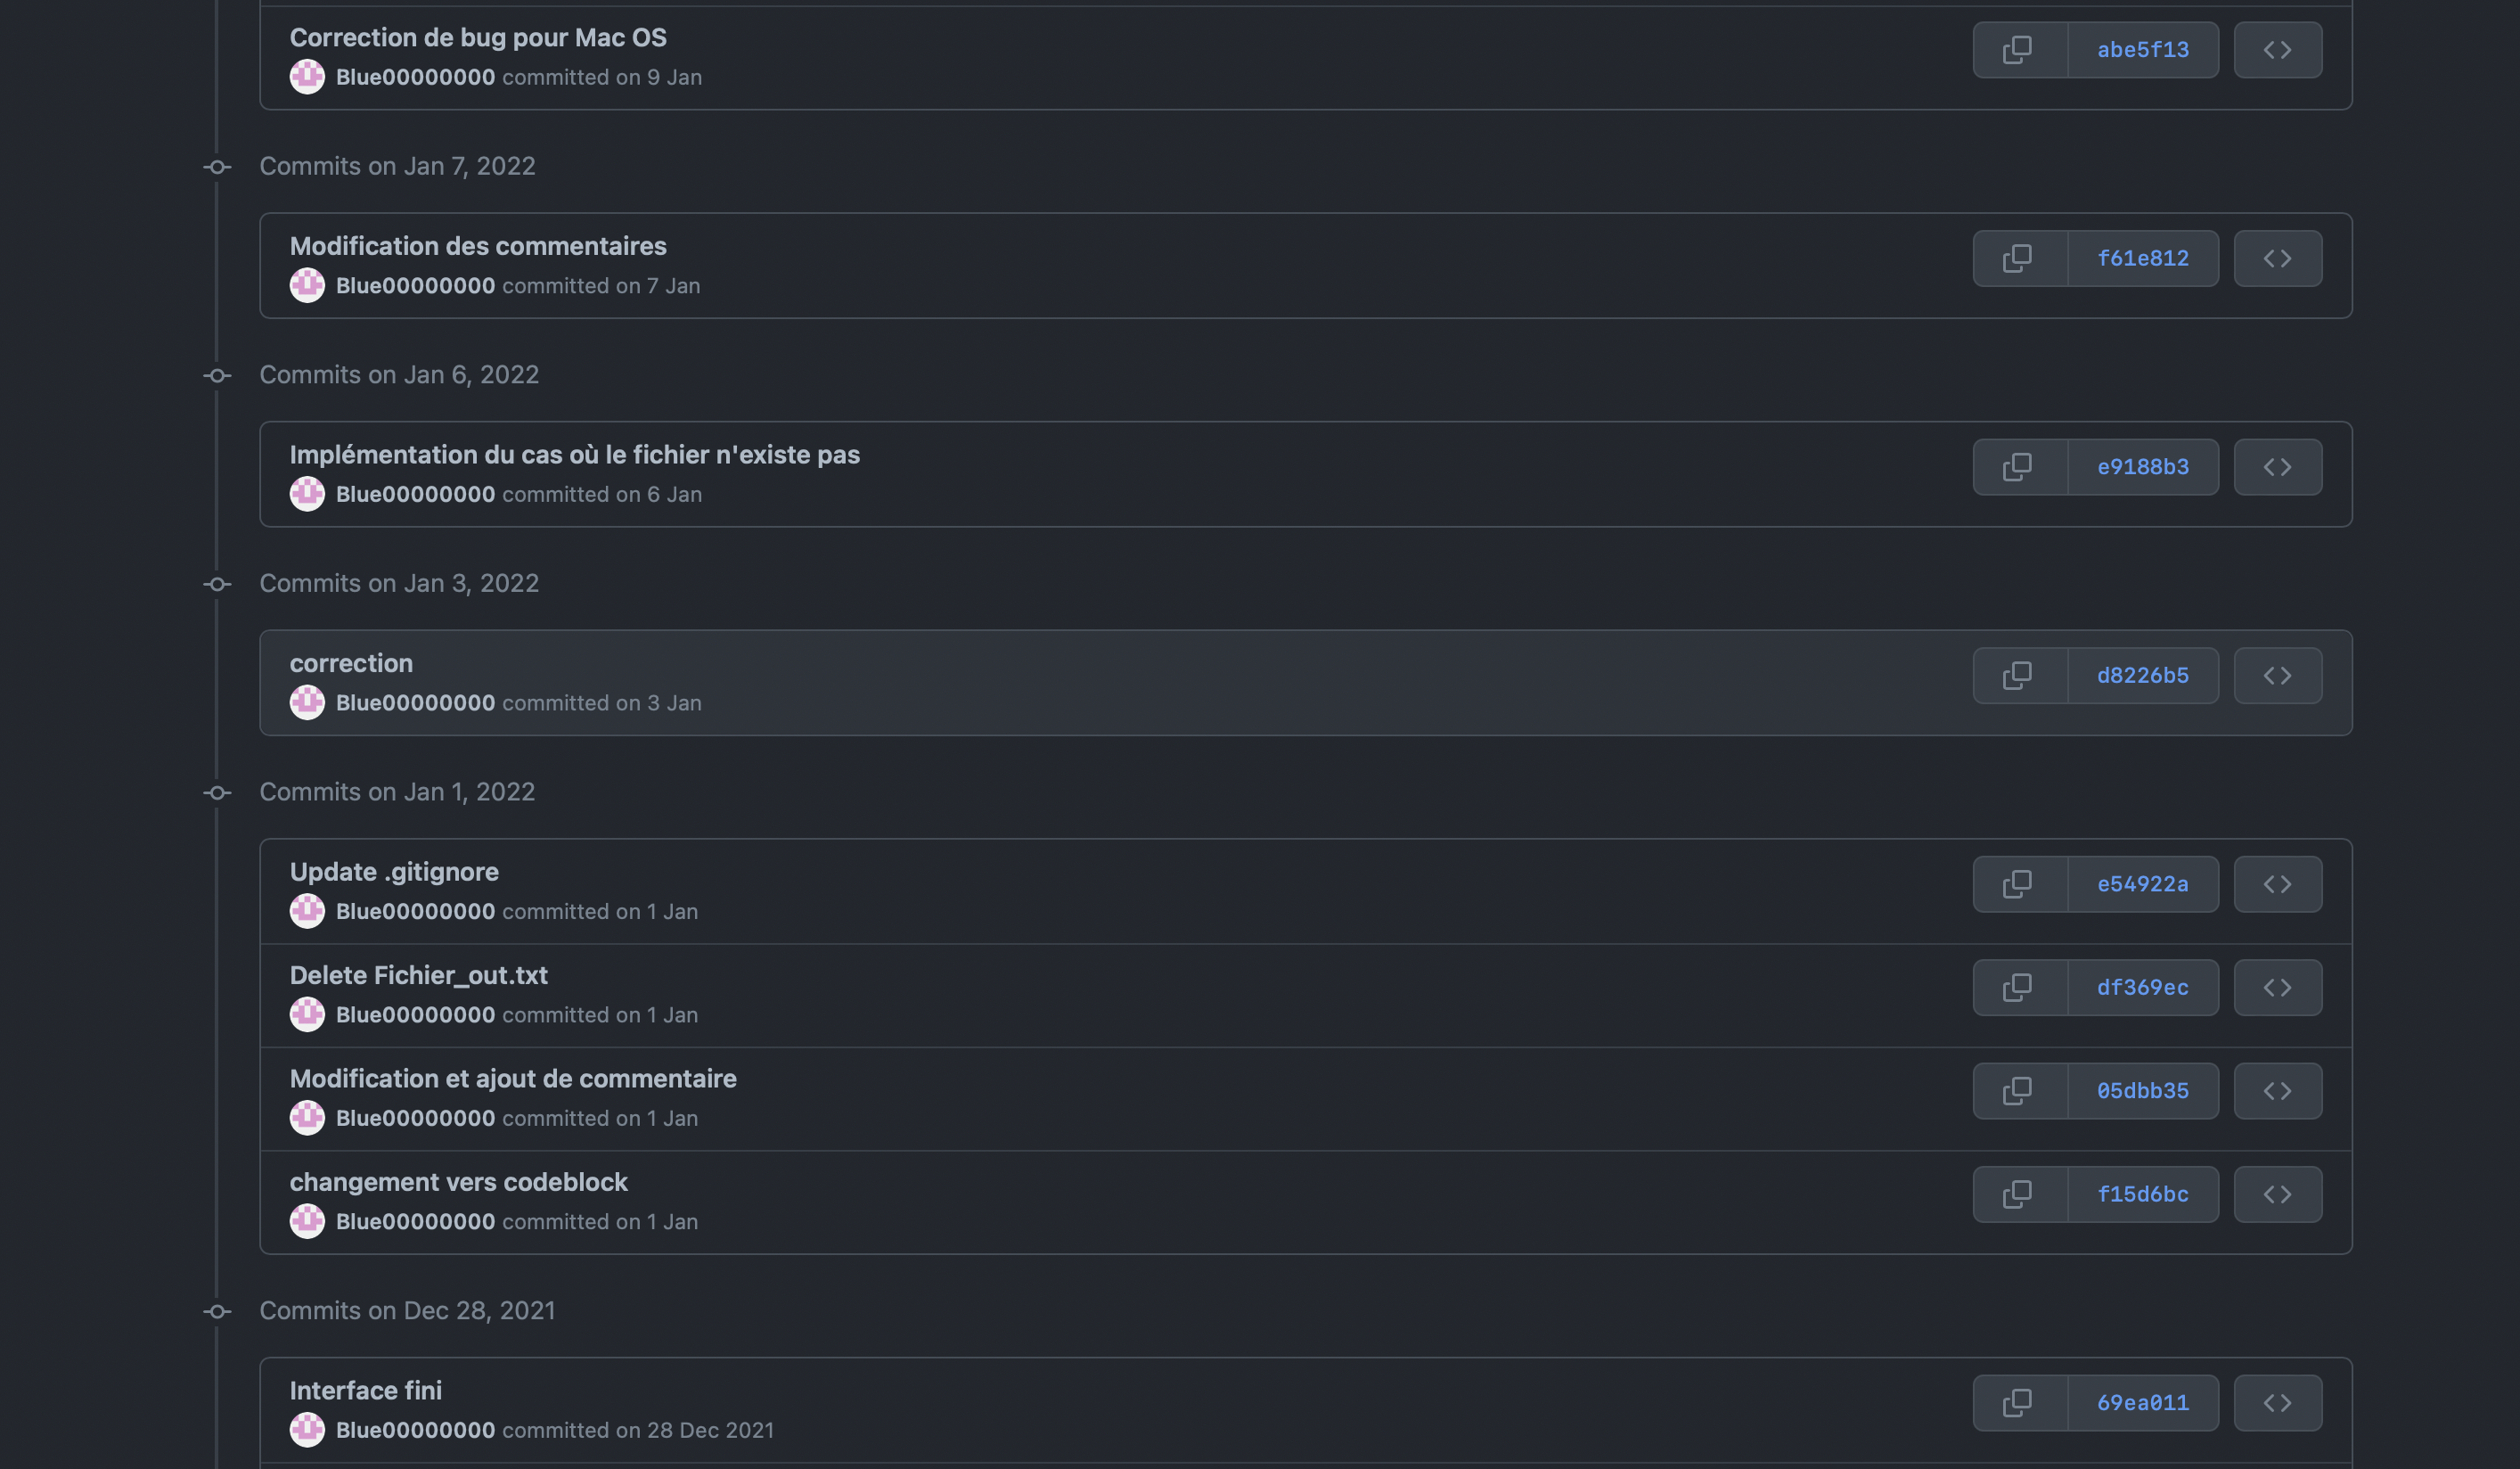 Correction de bug pour Mac OS
abe5f13
Blue00000000 committed on 9 Jan
Commits on Jan 7, 2022
Modification des commentaires
f61e812
Blue00000000 committed on 7 Jan
Commits on Jan 6, 2022
Implémentation du cas où le fichier n'existe pas
e9188b3
Blue00000000 committed on 6 Jan
Commits on Jan 3, 2022
correction
d8226b5
Blue00000000 committed on 3 Jan
Commits on Jan 1, 2022
Update .gitignore
e54922a
Blue00000000 committed on 1 Jan
Delete Fichier_out.txt
df369ec
Blue00000000 committed on 1 Jan
Modification et ajout de commentaire
05dbb35
Blue00000000 committed on 1 Jan
changement vers codeblock
f15d6bc
Blue00000000 committed on 1 Jan
Commits on Dec 28, 2021
Interface fini
69ea011
Blue00000000 committed on 28 Dec 2021